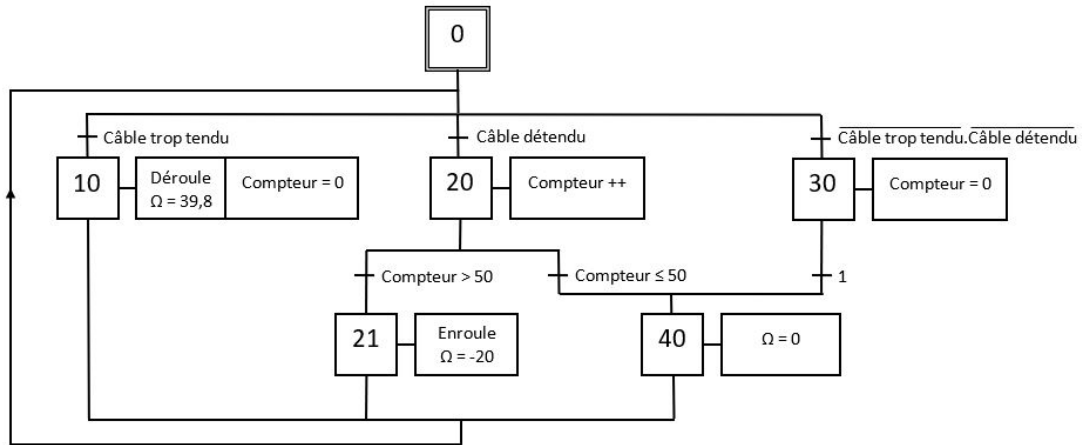 0
Câble trop tendu
Câble détendu
Câble trop tendu.Câble détendu
10
Déroule
Ω = 39,8
Compteur = 0
20
Compteur ++
30
Compteur = 0
Compteur > 50
Compteur ≤ 50
1
21
Enroule
Ω = -20
40
Ω = 0